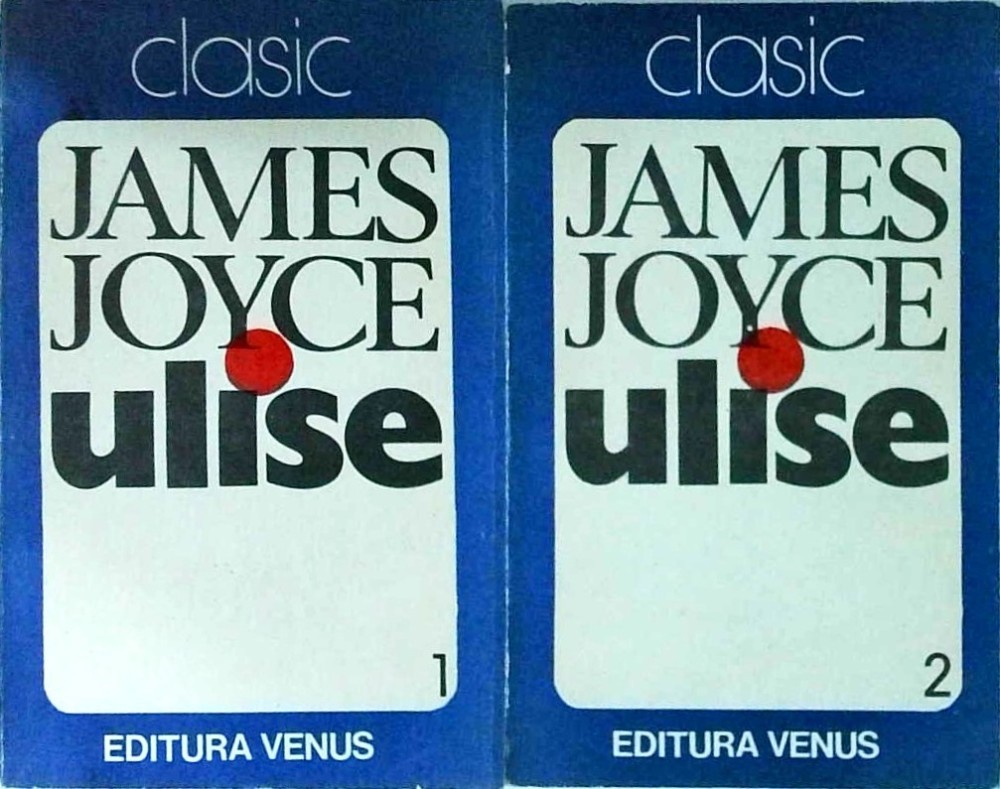 clasic
JAMES
JOYCE
ulise
1
EDITURA VENUS
clasic
JAMES
JOYCE
ulise
2
EDITURA VENUS